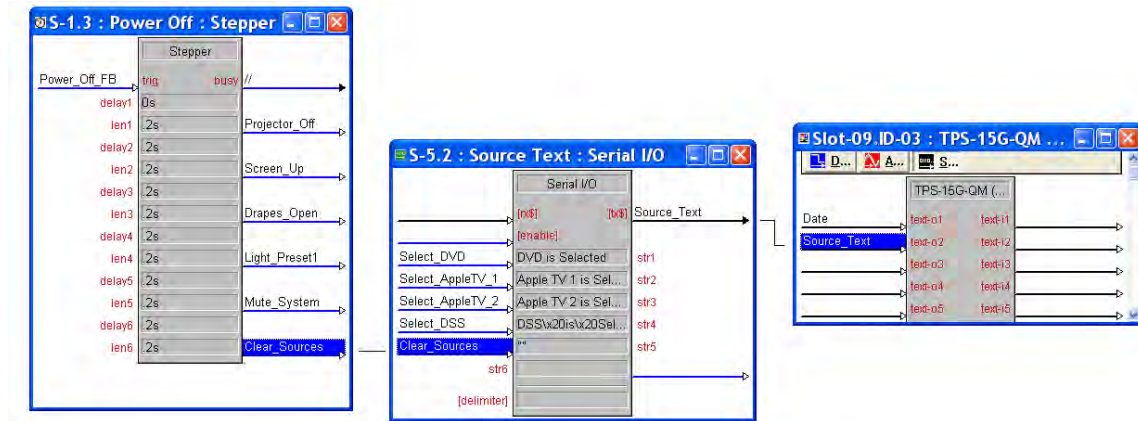 S-1.3 : Power Off : Stepper
Stepper
Power_Off_FB trig busy //
delay1 0s
len1 .2s Projector_Off
delay2 .2s
len2 .2s Screen_Up
delay3 .2s
len3 .2s Drapes_Open
delay4 .2s
len4 .2s Light_Preset1
delay5 .2s
len5 .2s Mute_System
delay6 .2s
len6 .2s Clear_Sources
S-5.2 : Source Text : Serial I/O
Serial I/O
[rx$] [tx$] Source_Text
[enable]
Select_DVD DVD is Selected str1
Select_AppleTV_1 Apple TV 1 is Sel... str2
Select_AppleTV_2 Apple TV 2 is Sel... str3
Select_DSS DSS\x20is\x20Sel... str4
Clear_Sources "" str5
str6
[delimiter]
Slot-09.ID-03 : TPS-15G-QM ...
D... A... S...
TPS-15G-QM (...
Date text-o1 text-i1
Source_Text text-o2 text-i2
text-o3 text-i3
text-o4 text-i4
text-o5 text-i5